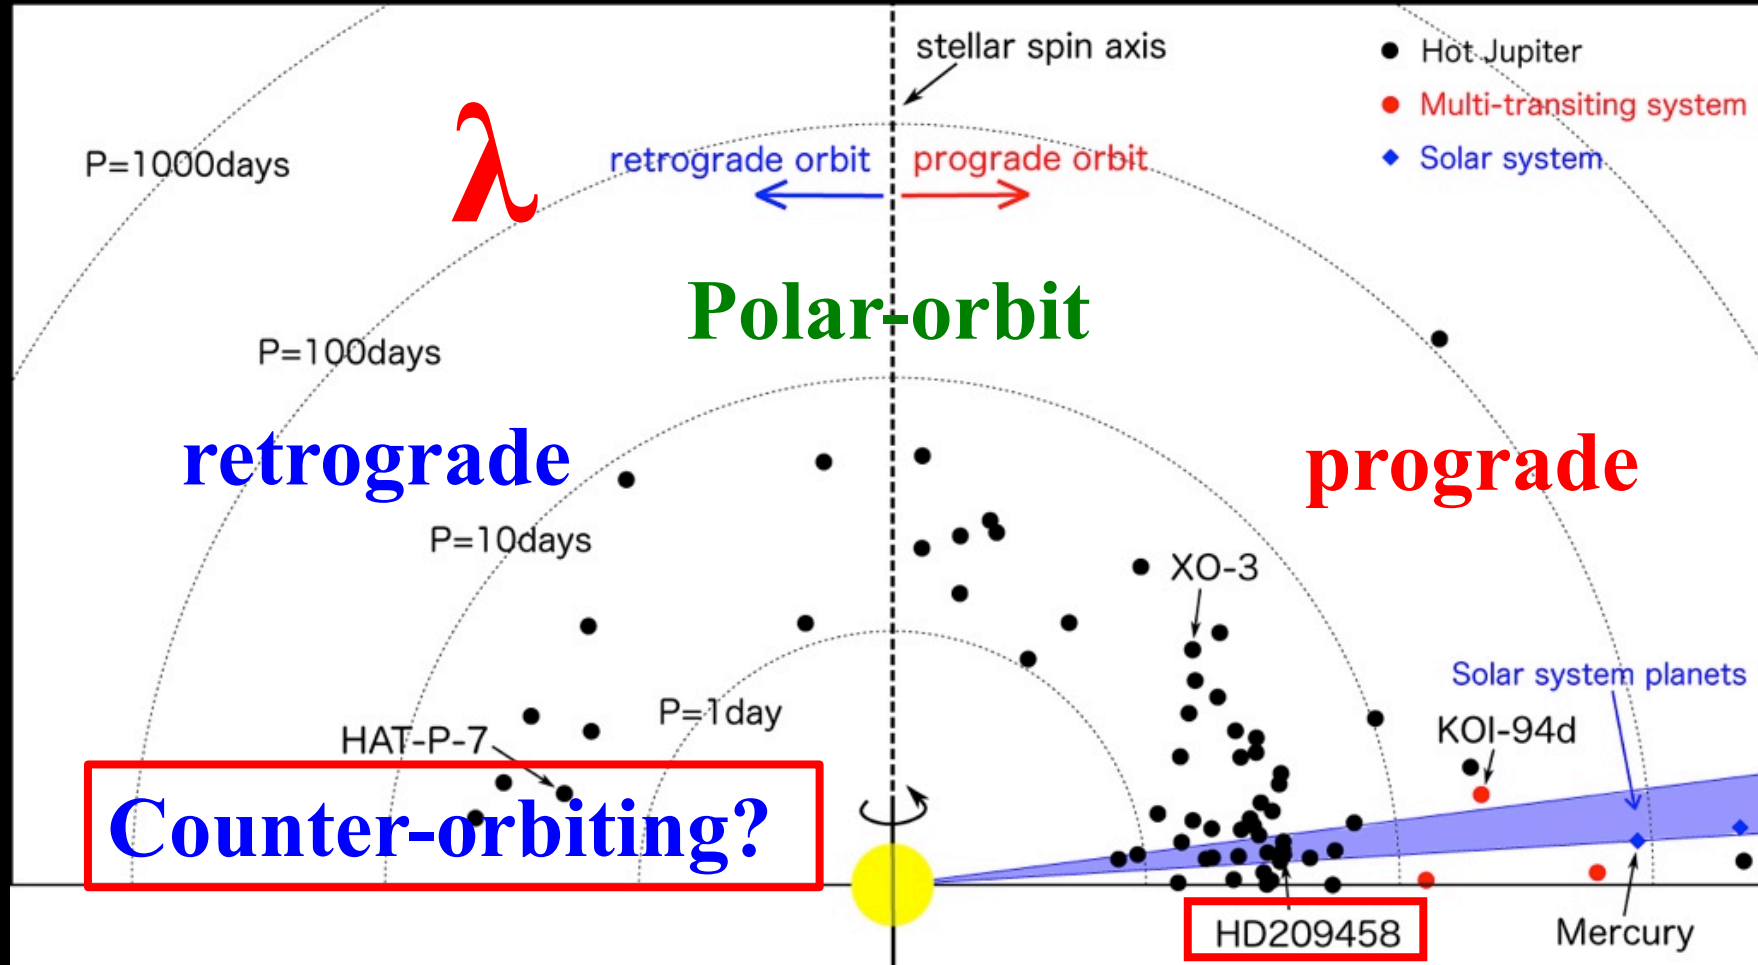 stellar spin axis
Hot Jupiter
Multi-transiting system
Solar system
P=1000days
λ
retrograde orbit
prograde orbit
Polar-orbit
P=100days
retrograde
prograde
P=10days
XO-3
Solar system planets
P=1day
KOI-94d
HAT-P-7
Counter-orbiting?
HD209458
Mercury